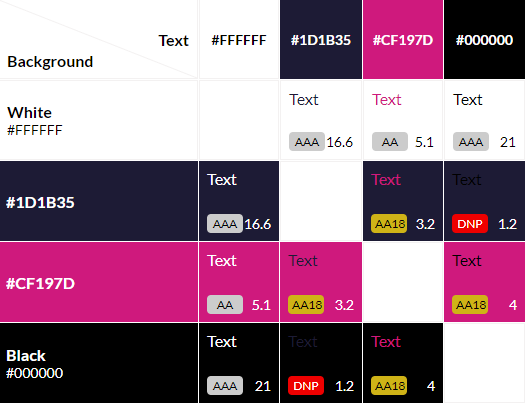 Text
Background
#FFFFFF
#1D1B35
#CF197D
#000000
White
#FFFFFF
Text
AAA 16.6
Text
AA 5.1
Text
AAA 21
#1D1B35
Text
AAA 16.6
Text
AA18 3.2
Text
DNP 1.2
#CF197D
Text
AA 5.1
Text
AA18 3.2
Text
AA18 4
Black
#000000
Text
AAA 21
Text
DNP 1.2
Text
AA18 4